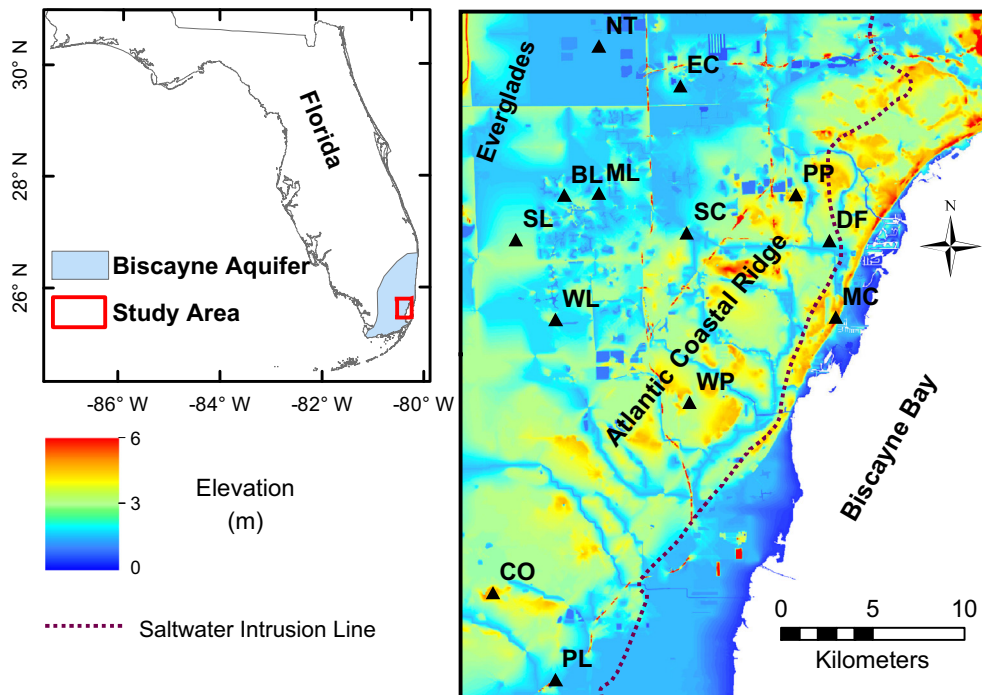 30° N
28° N
26° N
-86° W
-84° W
-82° W
-80° W
Florida
Biscayne Aquifer
Study Area
6
3
0
Elevation
(m)
Saltwater Intrusion Line
NT
EC
Everglades
BL
ML
PP
SL
SC
DF
WL
MC
Atlantic Coastal Ridge
WP
Biscayne Bay
CO
PL
N
0 5 10
Kilometers